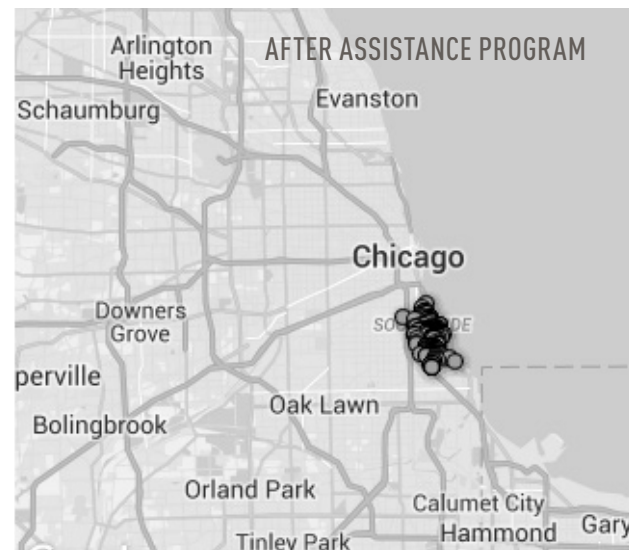 AFTER ASSISTANCE PROGRAM
Arlington
Heights
Evanston
Schaumburg
Chicago
Downers
Grove
perville
Oak Lawn
Bolingbrook
Orland Park
Calumet City
Gary
Hammond
Tinley Park